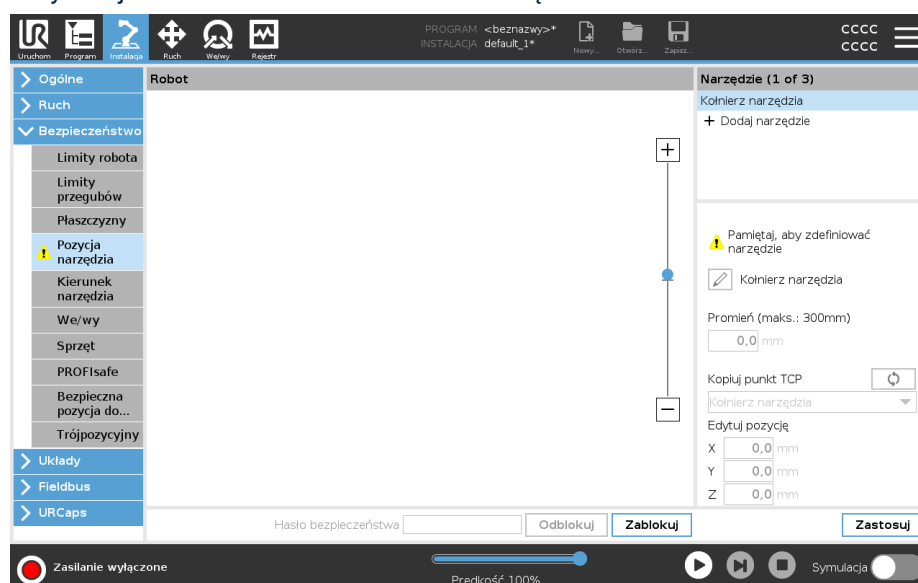 PROGRAM <beznazwy>*
INSTALACJA default_1*
Uruchom Program Instalacja Ruch We/wy Rejestr
Nowy... Otwórz... Zapisz...
CCCC
CCCC
Ogólne
Ruch
Bezpieczeństwo
Limity robota
Limity
przegubów
Płaszczyzny
Pozycja
narzędzia
Kierunek
narzędzia
We/wy
Sprzęt
PROFIsafe
Bezpieczna
pozycja do...
Trójpozycyjny
Układy
Fieldbus
URCaps
Robot
Hasło bezpieczeństwa
Odblokuj
Zablokuj
Narzędzie (1 of 3)
Kołnierz narzędzia
+ Dodaj narzędzie
Pamiętaj, aby zdefiniować
narzędzie
Kołnierz narzędzia
Promień (maks.: 300mm)
0,0 mm
Kopiuj punkt TCP
Kołnierz narzędzia
Edytuj pozycję
X 0,0 mm
Y 0,0 mm
Z 0,0 mm
Zastosuj
Zasilanie wyłączone
Prędkość 100%
Symulacja